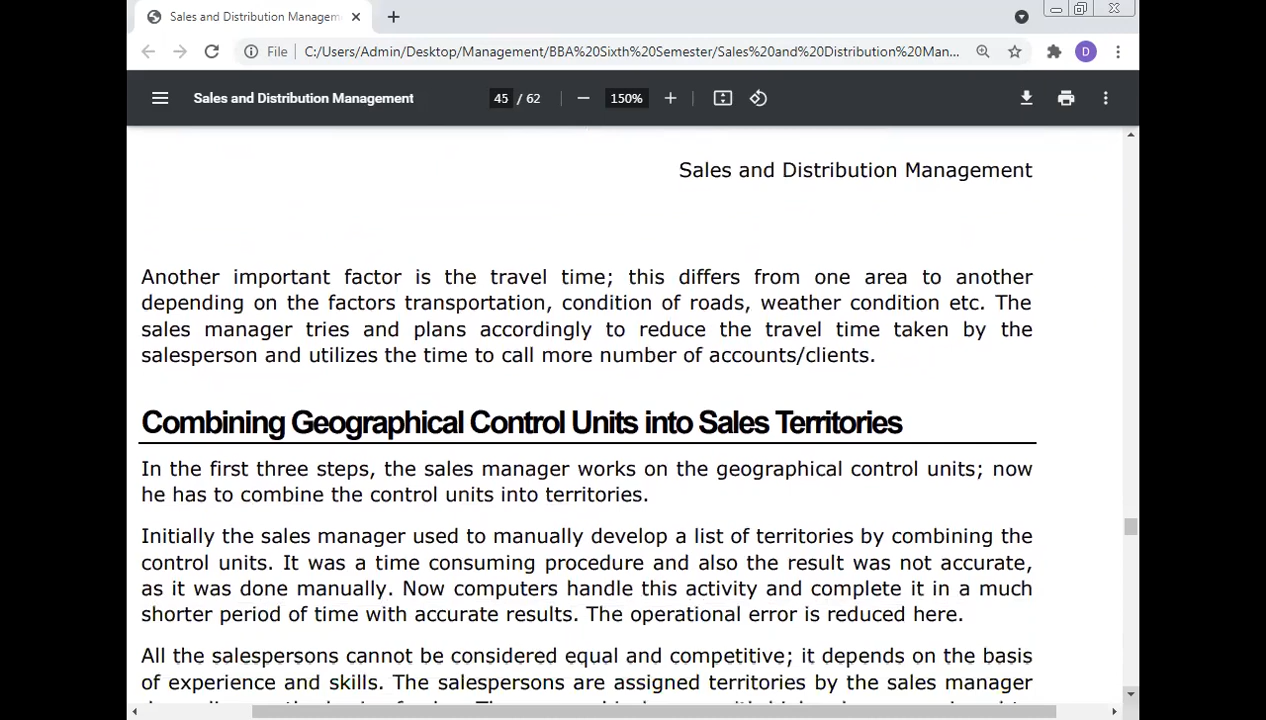 Sales and Distribution Managem
File C:/Users/Admin/Desktop/Management/BBA%20Sixth%20Semester/Sales%20and%20Distribution%20Man... D
Sales and Distribution Management 45 / 62 150%
Sales and Distribution Management
Another important factor is the travel time; this differs from one area to another
depending on the factors transportation, condition of roads, weather condition etc. The
sales manager tries and plans accordingly to reduce the travel time taken by the
salesperson and utilizes the time to call more number of accounts/clients.
Combining Geographical Control Units into Sales Territories
In the first three steps, the sales manager works on the geographical control units; now
he has to combine the control units into territories.
Initially the sales manager used to manually develop a list of territories by combining the
control units. It was a time consuming procedure and also the result was not accurate,
as it was done manually. Now computers handle this activity and complete it in a much
shorter period of time with accurate results. The operational error is reduced here.
All the salespersons cannot be considered equal and competitive; it depends on the basis
of experience and skills. The salespersons are assigned territories by the sales manager